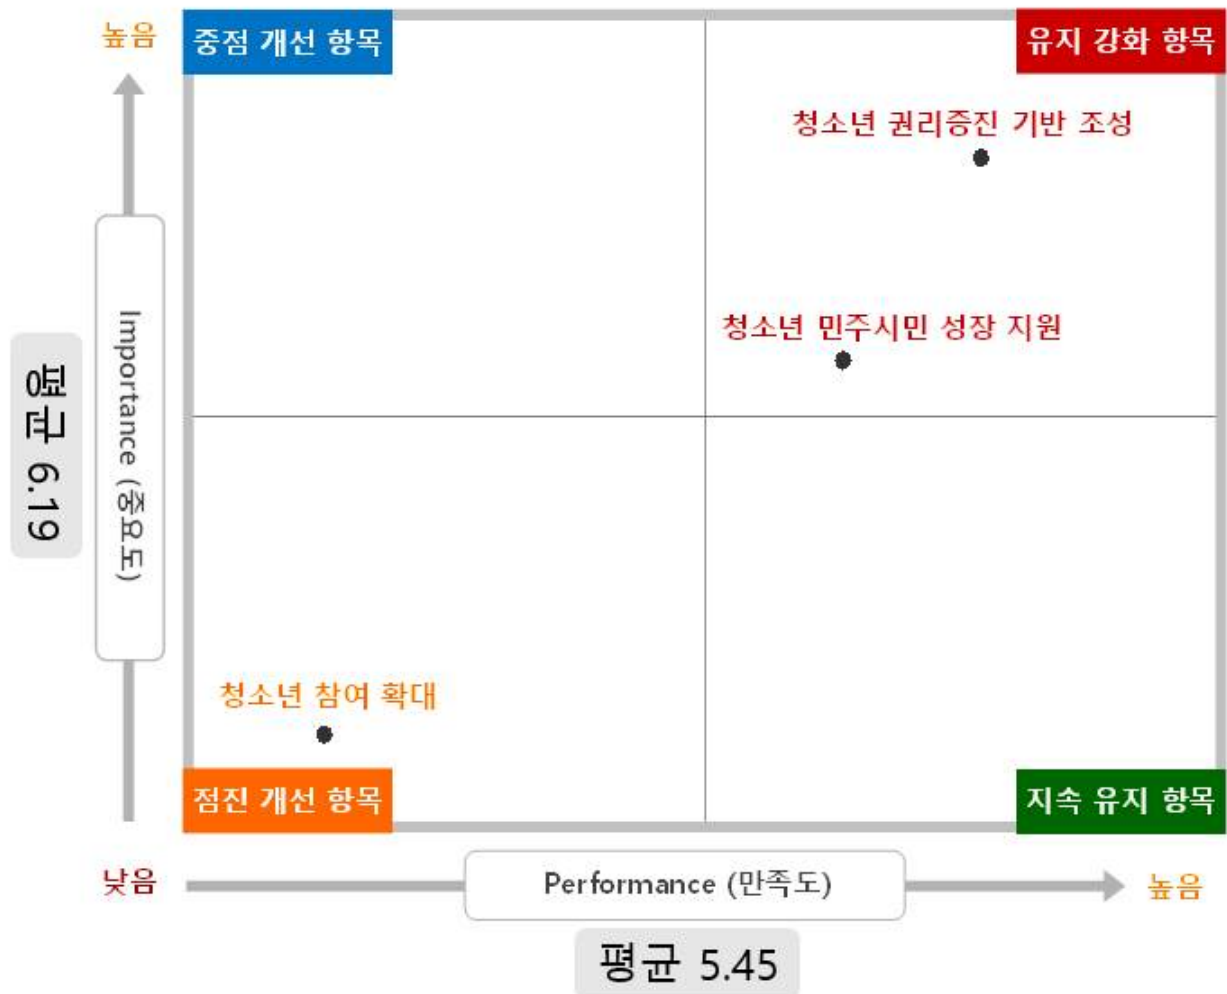 높음
중점 개선 항목
유지 강화 항목
청소년 권리증진 기반 조성
청소년 민주시민 성장 지원
Importance (중요도)
평균 6.19
청소년 참여 확대
점진 개선 항목
지속 유지 항목
낮음
Performance (만족도)
높음
평균 5.45